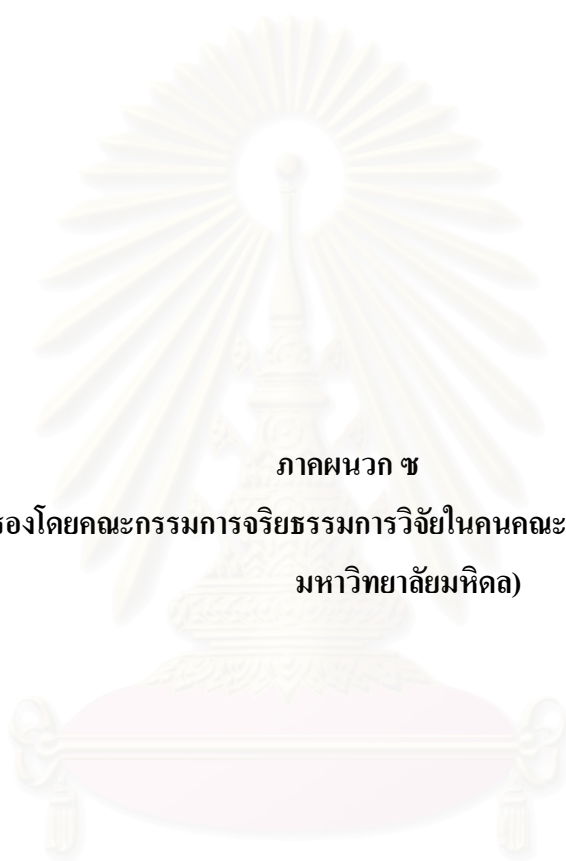 ภาคผนวก ซ
รองโดยคณะกรรมการจริยธรรมการวิจัยในคนคณะ
มหาวิทยาลัยมหิดล)